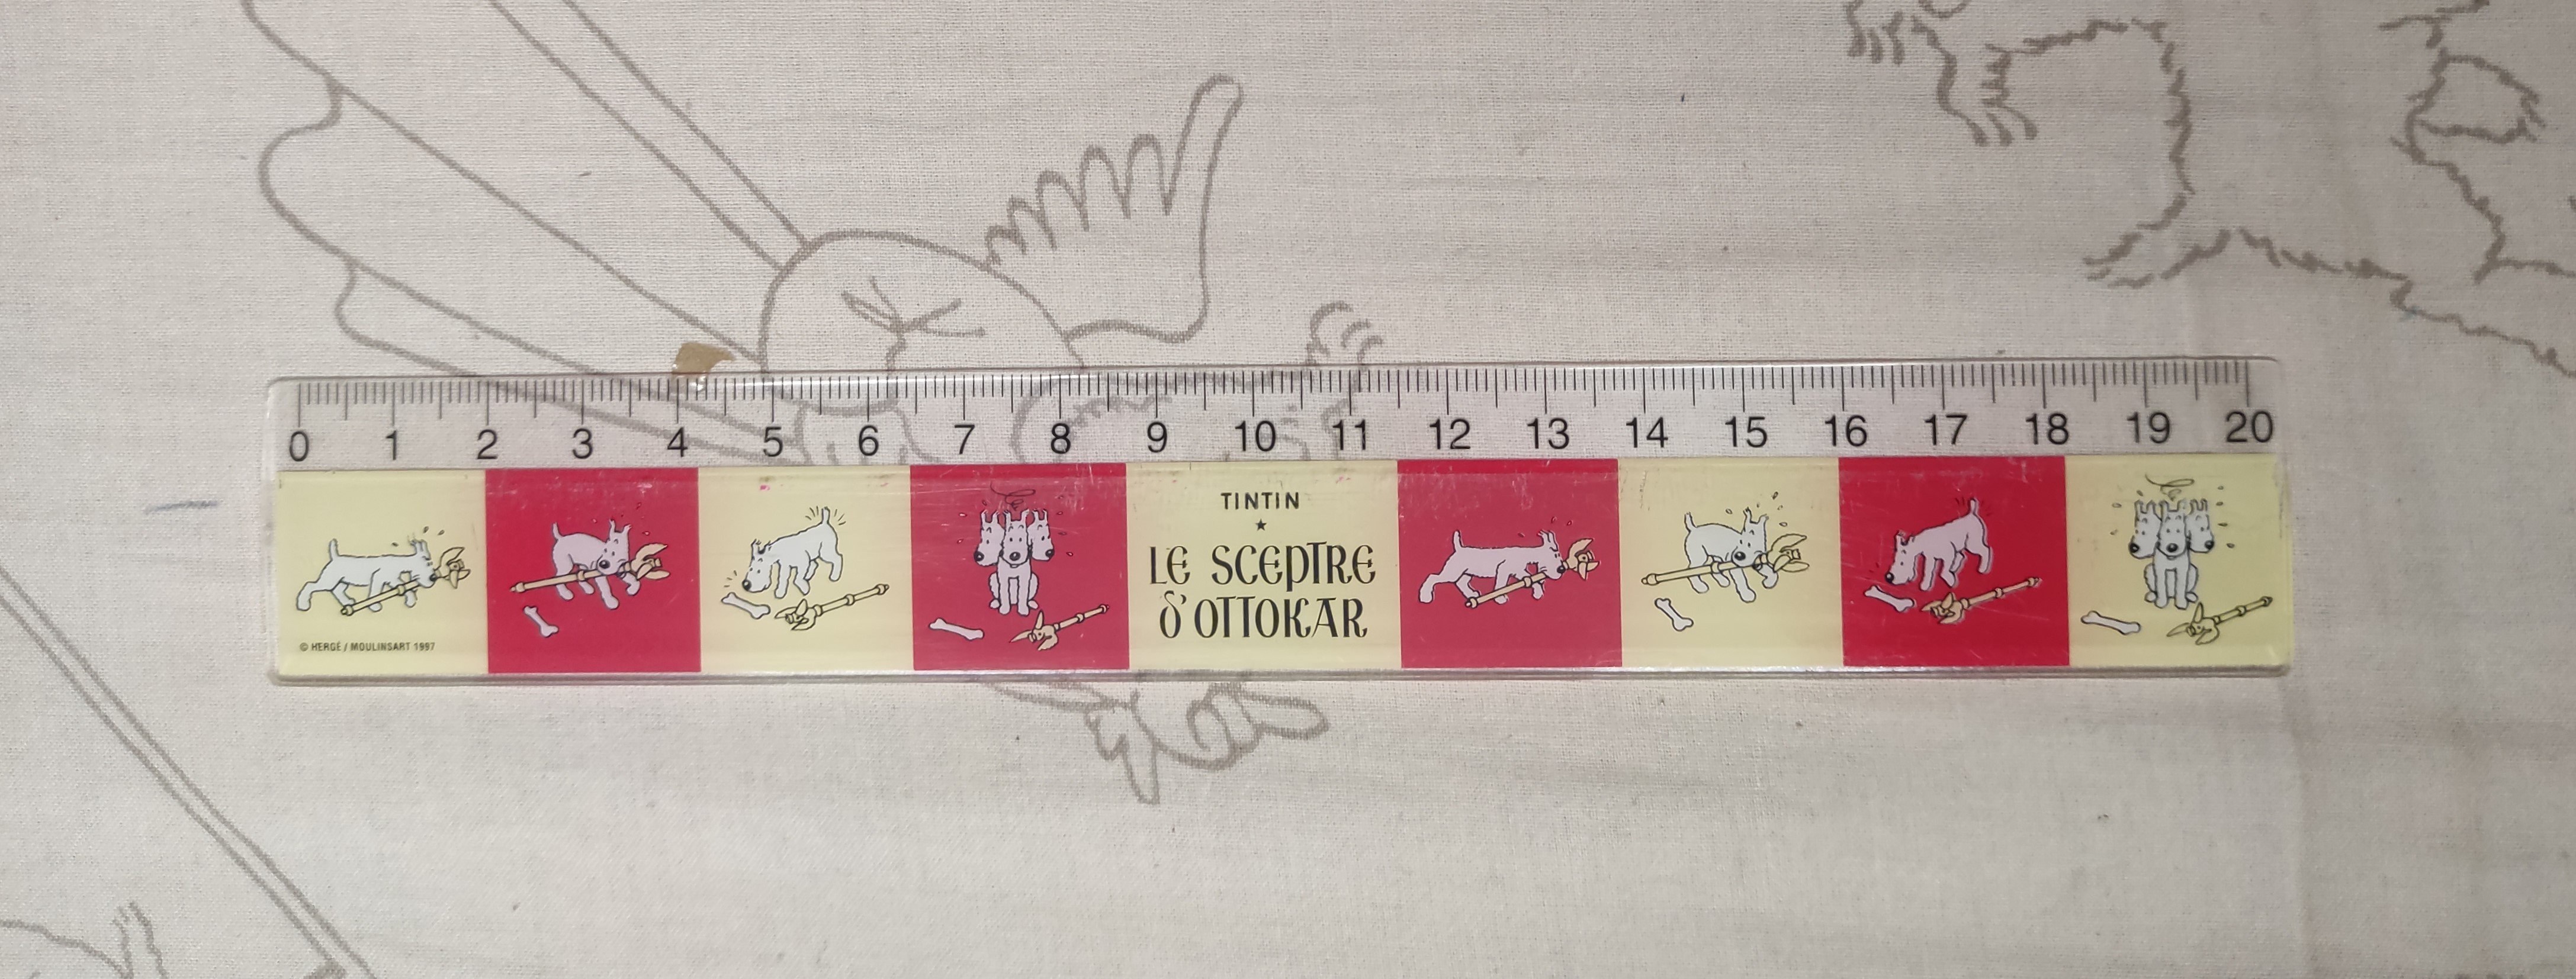 0 1 2 3 4 5 6 7 8 9 10 11 12 13 14 15 16 17 18 19 20
TINTIN
LE SCEPTRE
D'OTTOKAR
© HERGÉ / MOULINSART 1997